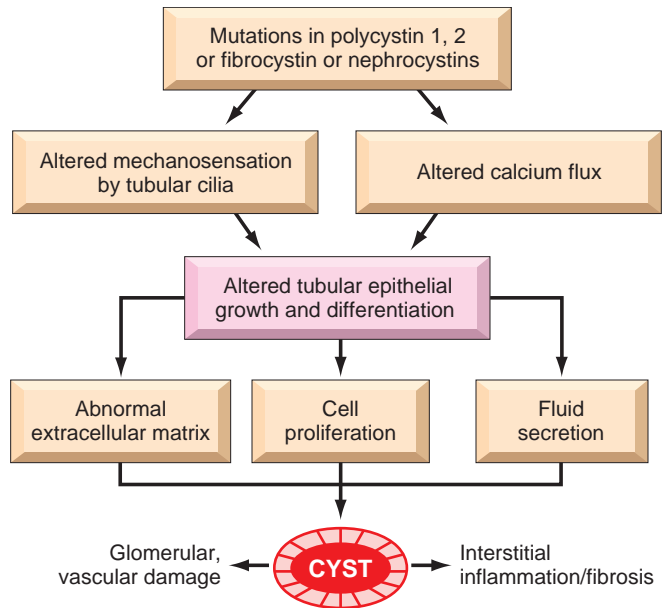 Mutations in polycystin 1, 2
or fibrocystin or nephrocystins
Altered mechanosensation
by tubular cilia
Altered calcium flux
Altered tubular epithelial
growth and differentiation
Abnormal
extracellular matrix
Cell
proliferation
Fluid
secretion
Glomerular,
vascular damage
CYST
Interstitial
inflammation/fibrosis